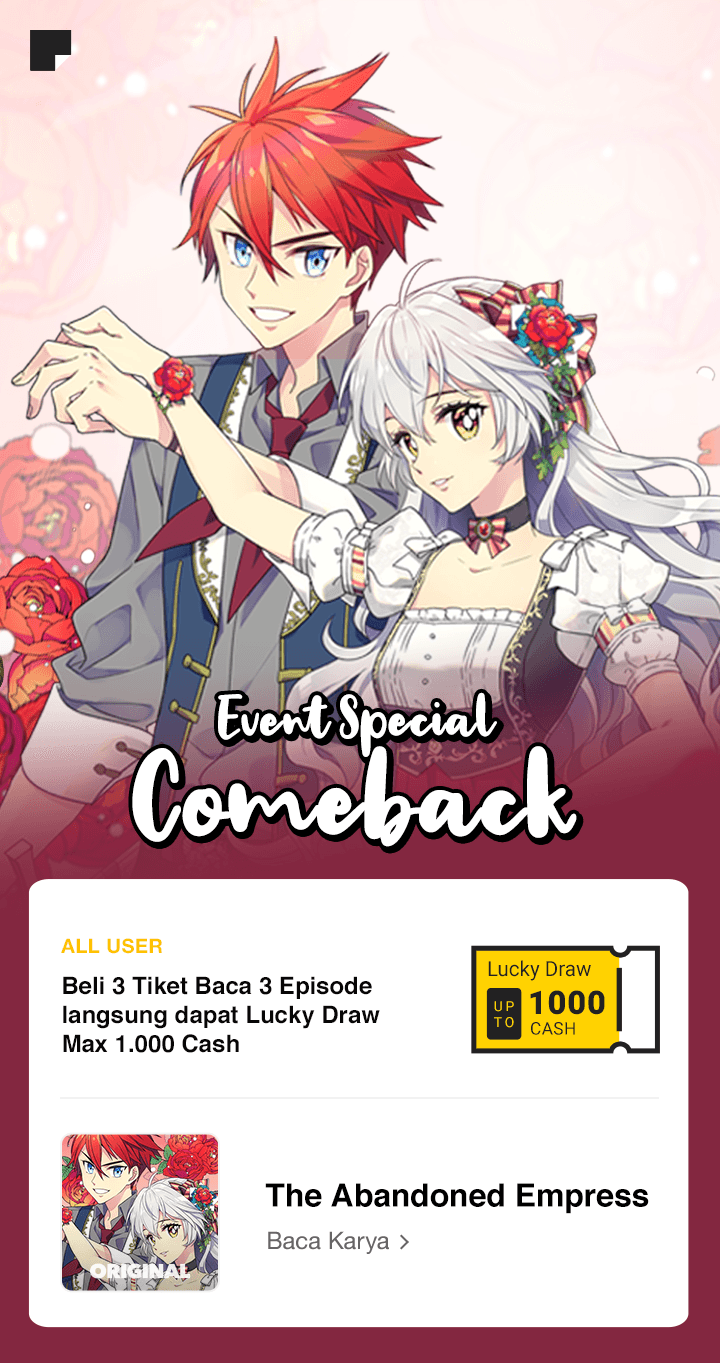 Event Special
Comeback
ALL USER
Beli 3 Tiket Baca 3 Episode
langsung dapat Lucky Draw
Max 1.000 Cash
Lucky Draw
UP TO 1000
CASH
ORIGINAL
The Abandoned Empress
Baca Karya >